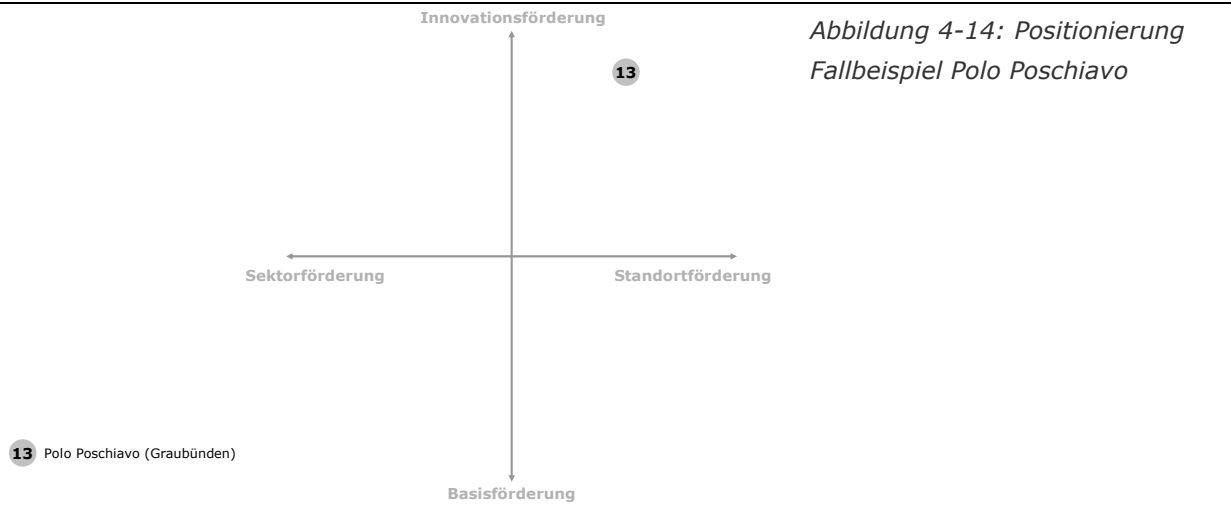 Innovationsförderung
Abbildung 4-14: Positionierung
Fallbeispiel Polo Poschiavo
13
Sektorförderung
Standortförderung
13 Polo Poschiavo (Graubünden)
Basisförderung